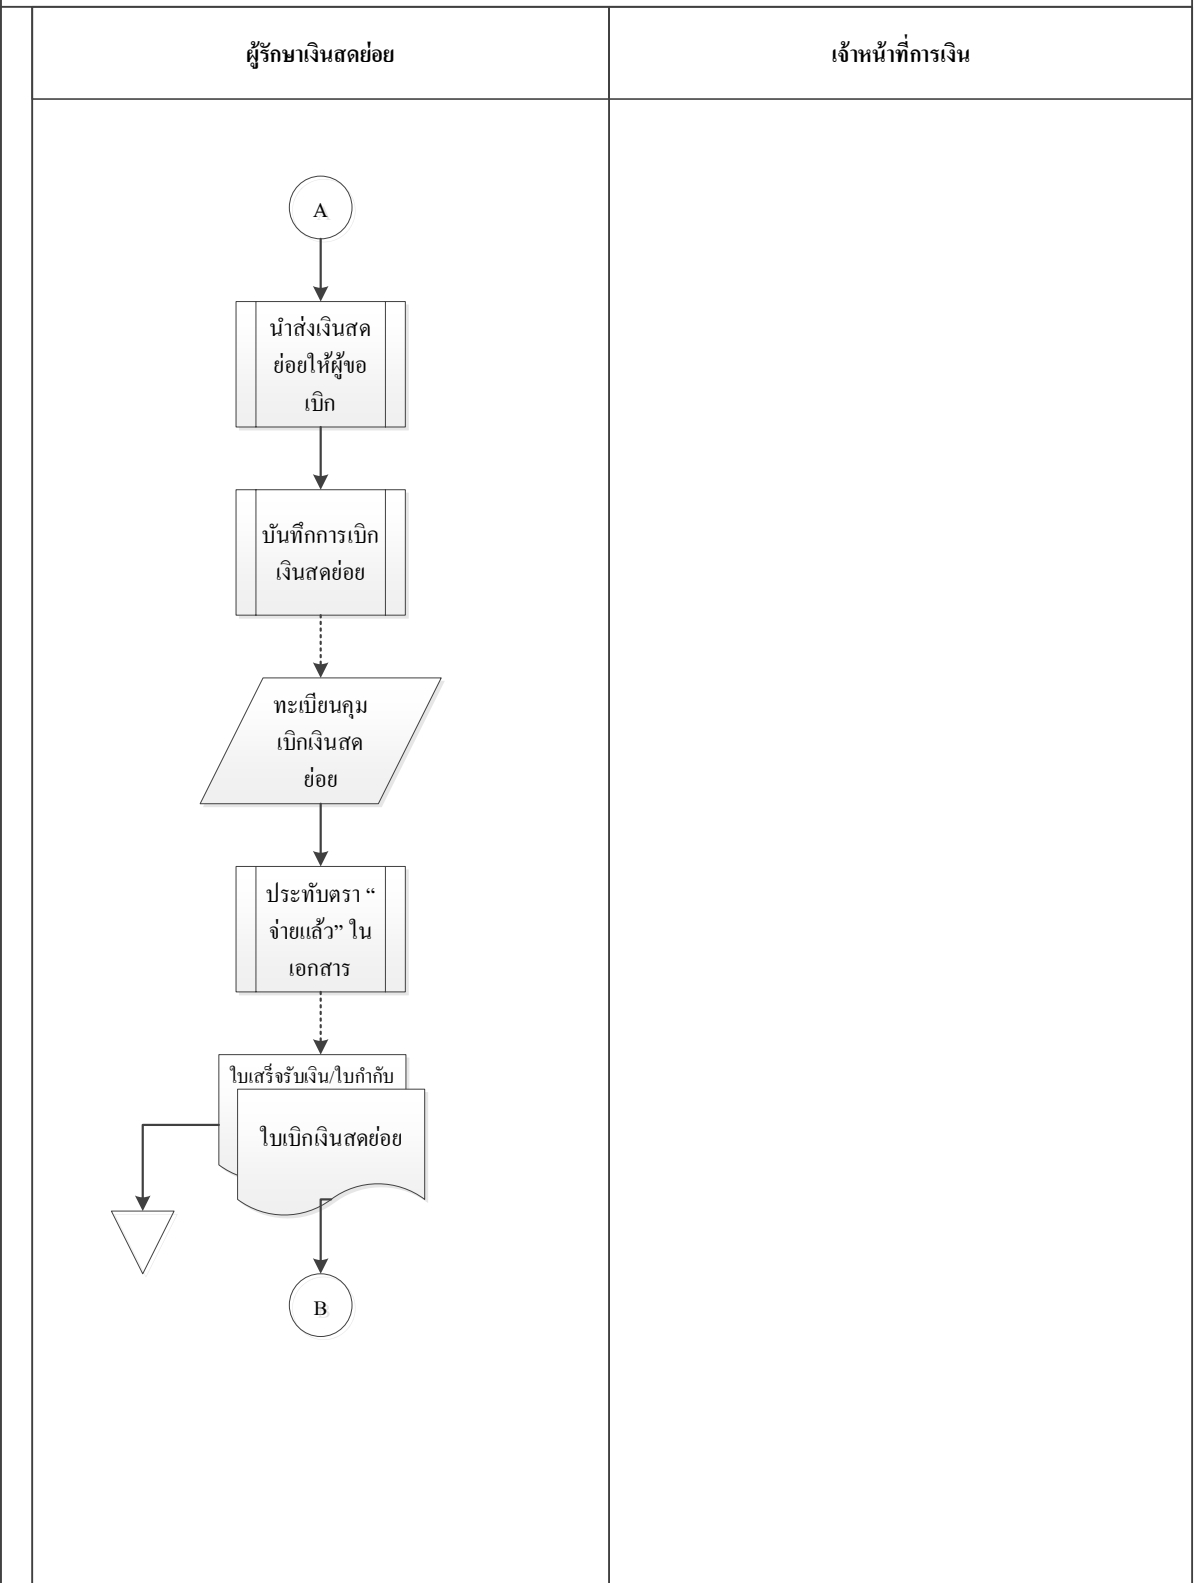 ผู้รักษาเงินสดย่อย
เจ้าหน้าที่การเงิน
A
นำส่งเงินสด
ย่อยให้ผู้ขอ
เบิก
บันทึกการเบิก
เงินสดย่อย
ทะเบียนคุม
เบิกเงินสด
ย่อย
ประทับตรา “
จ่ายแล้ว” ใน
เอกสาร
ใบเสร็จรับเงิน/ใบกำกับ
ใบเบิกเงินสดย่อย
B